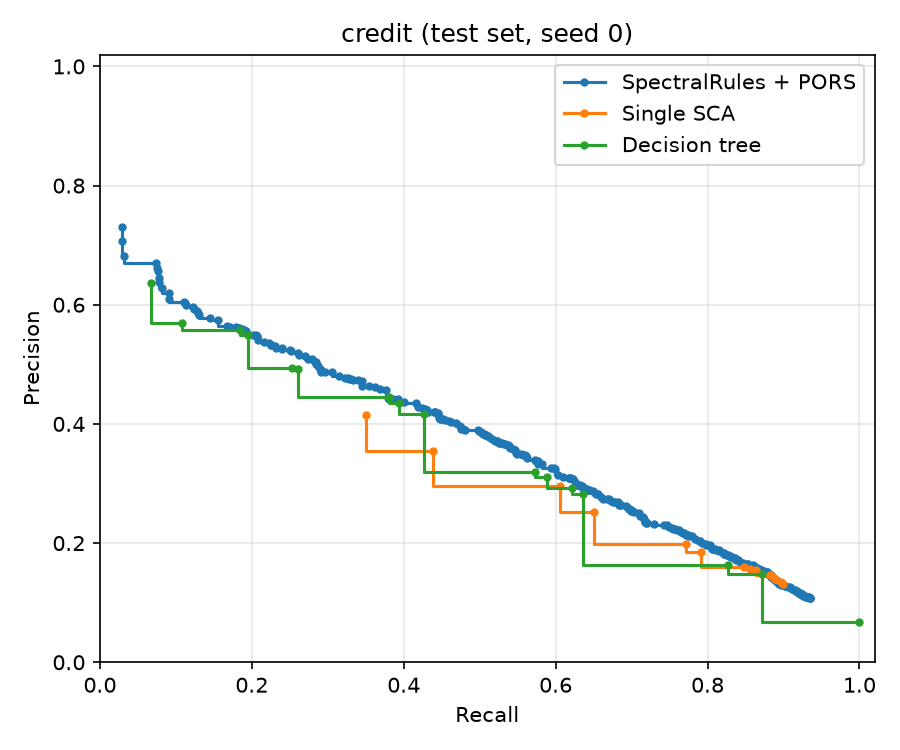 credit (test set, seed 0)
SpectralRules + PORS
Single SCA
Decision tree
Precision
1.0
0.8
0.6
0.4
0.2
0.0
0.0 0.2 0.4 0.6 0.8 1.0
Recall